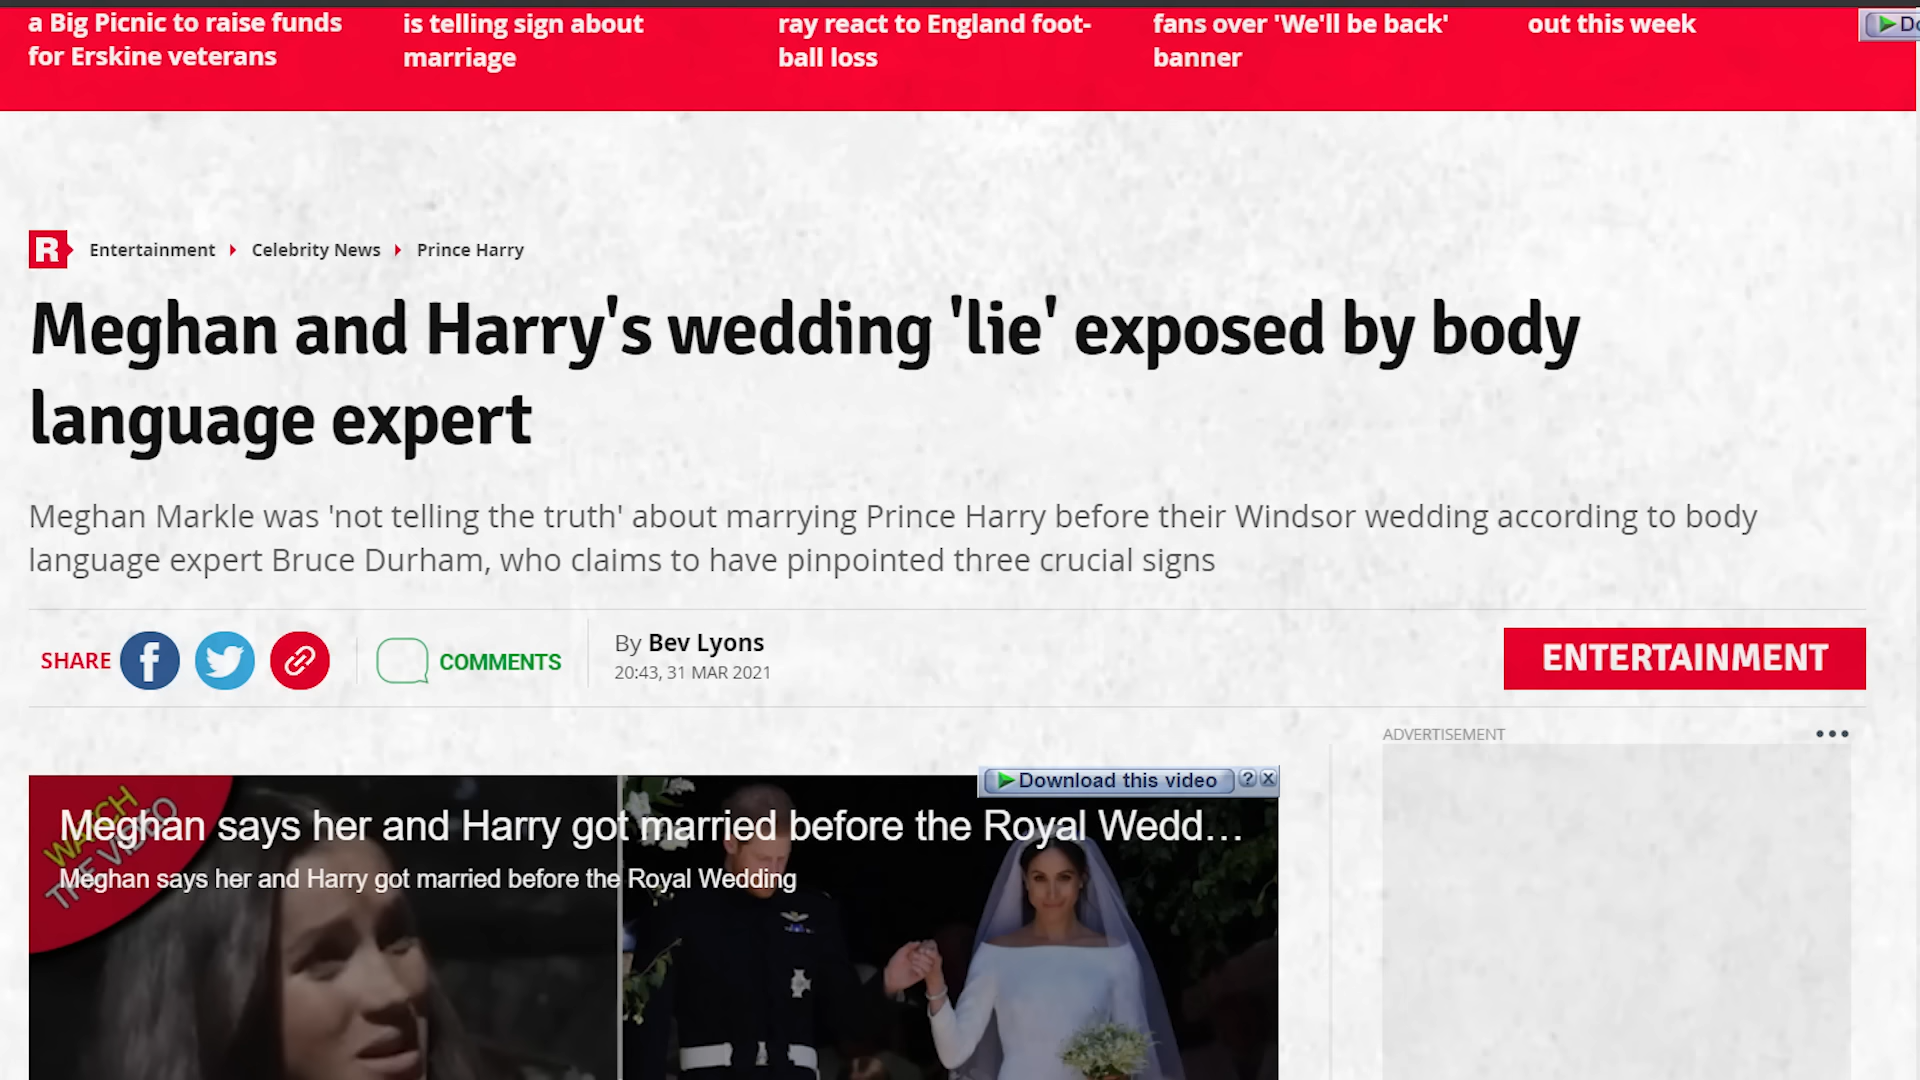 a Big Picnic to raise funds
for Erskine veterans
is telling sign about
marriage
ray react to England foot-
ball loss
fans over 'We'll be back'
banner
out this week
R
Entertainment
Celebrity News
Prince Harry
Meghan and Harry's wedding 'lie' exposed by body
language expert
Meghan Markle was 'not telling the truth' about marrying Prince Harry before their Windsor wedding according to body
language expert Bruce Durham, who claims to have pinpointed three crucial signs
SHARE
COMMENTS
By Bev Lyons
20:43, 31 MAR 2021
ENTERTAINMENT
ADVERTISEMENT
Download this video
WATCH
THE VIDEO
Meghan says her and Harry got married before the Royal Wedd...
Meghan says her and Harry got married before the Royal Wedding